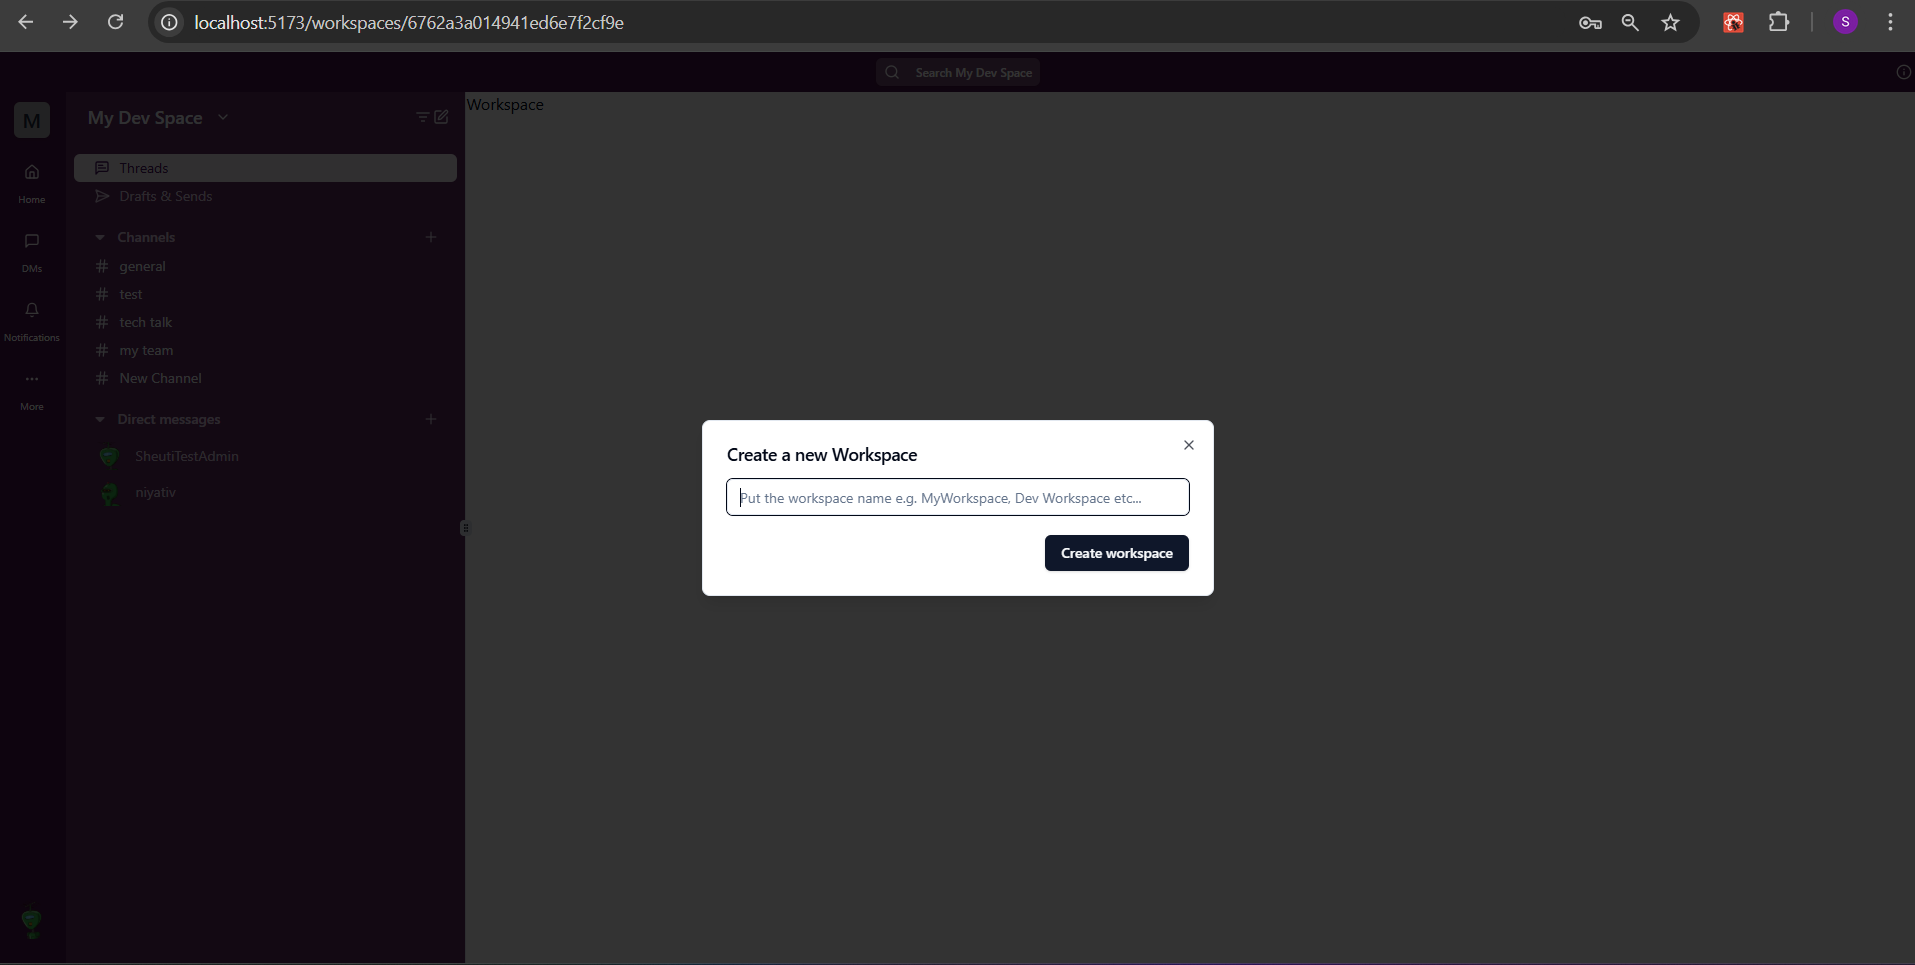 localhost:5173/workspaces/6762a3a014941ed6e7f2cf9e
S
Search My Dev Space
M
Home
DMs
Notifications
More
My Dev Space
Threads
Drafts & Sends
Channels
# general
# test
# tech talk
# my team
# New Channel
Direct messages
SheutiTestAdmin
niyativ
Workspace
Create a new Workspace
Put the workspace name e.g. MyWorkspace, Dev Workspace etc...
Create workspace